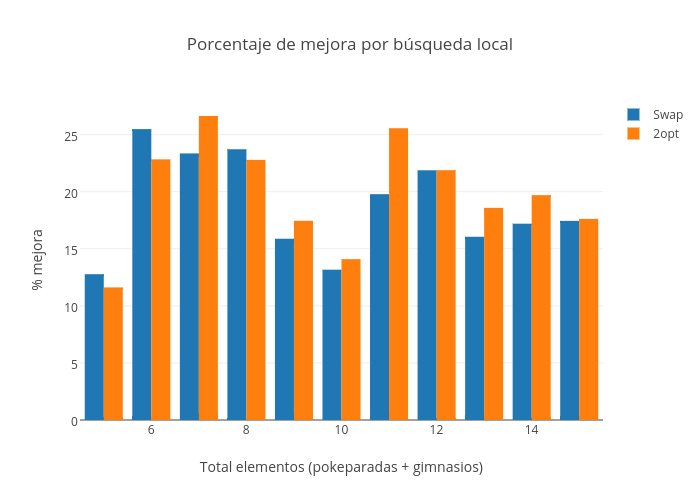 Porcentaje de mejora por búsqueda local
Swap
2opt
% mejora
25
20
15
10
5
0
6 8 10 12 14
Total elementos (pokeparadas + gimnasios)